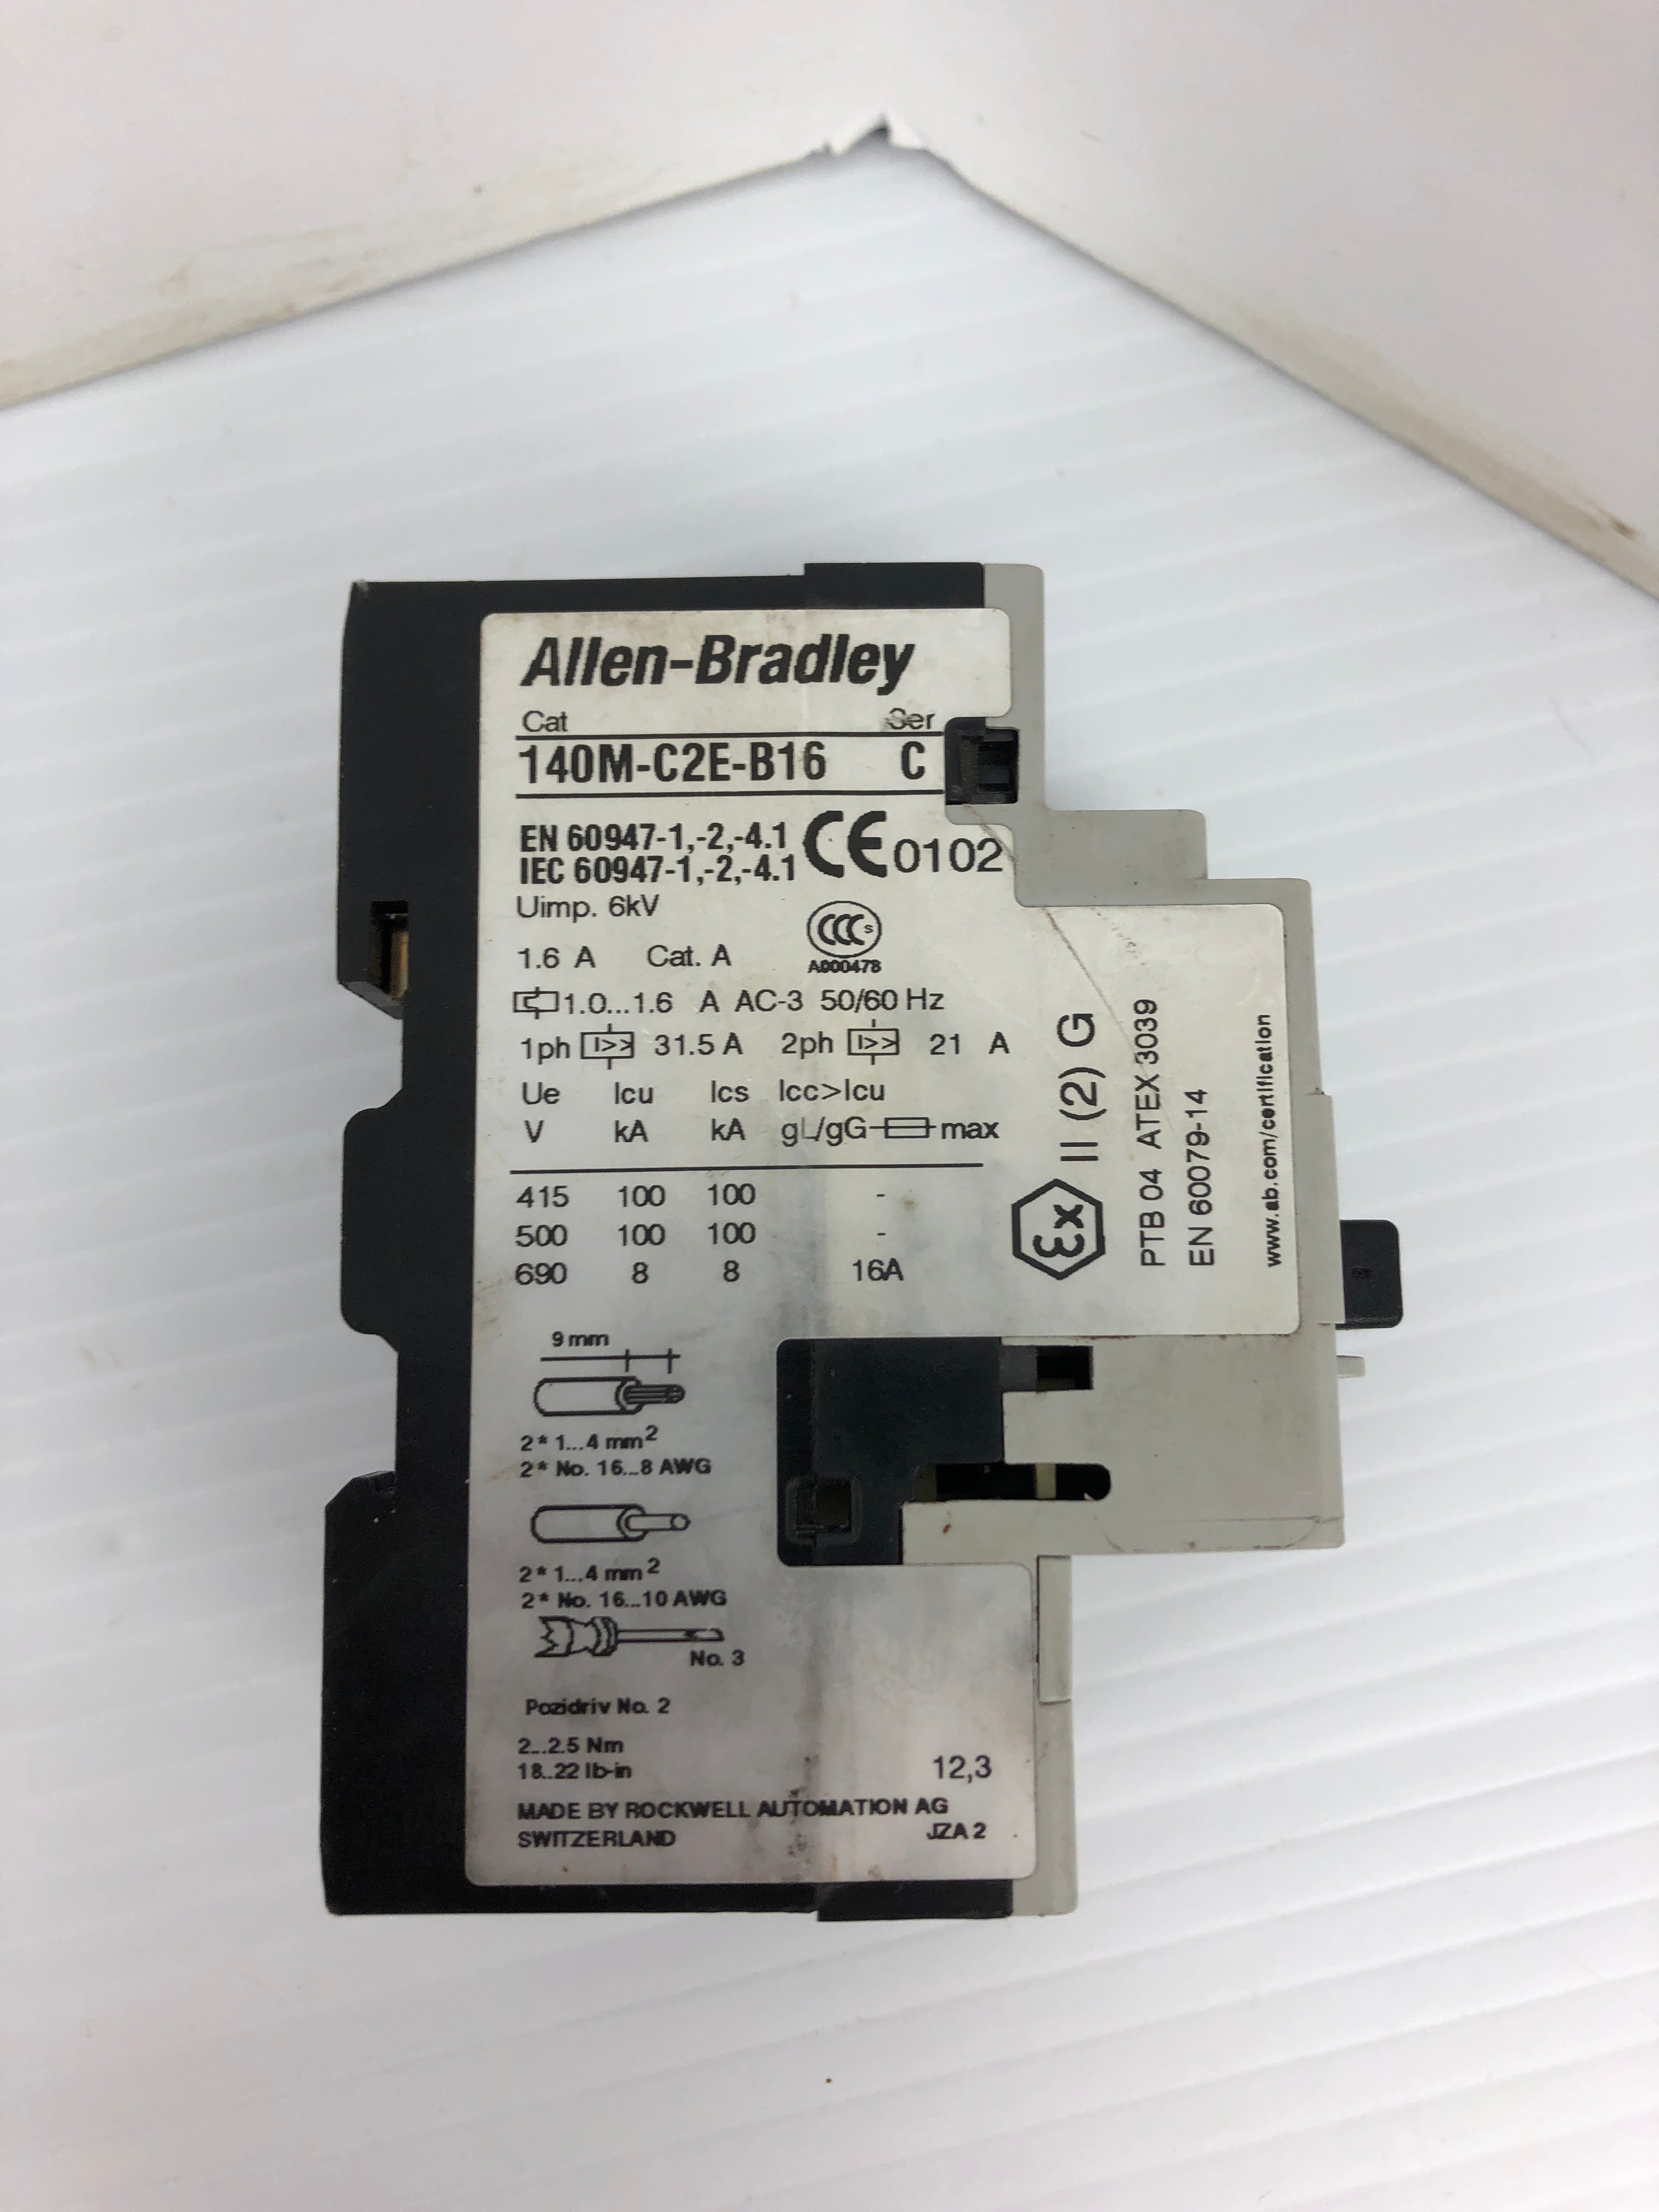 Allen-Bradley
Cat Ser
140M-C2E-B16 C
EN 60947-1,-2,-4.1
IEC 60947-1,-2,-4.1
CE 0102
Uimp. 6kV
1.6 A Cat. A
CCC S
A000478
1.0...1.6 A AC-3 50/60 Hz
1ph I>> 31.5 A 2ph I>> 21 A
Ue Icu Ics Icc>Icu
V kA kA gL/gG max
415 100 100 -
500 100 100 -
690 8 8 16A
9 mm
2* 1...4 mm2
2* No. 16...8 AWG
2* 1...4 mm2
2* No. 16...10 AWG
No. 3
Pozidriv No. 2
2...2.5 Nm
18..22 lb-in
12,3
MADE BY ROCKWELL AUTOMATION AG
SWITZERLAND JZA 2
Ex II (2) G
PTB 04 ATEX 3039
EN 60079-14
www.ab.com/certification